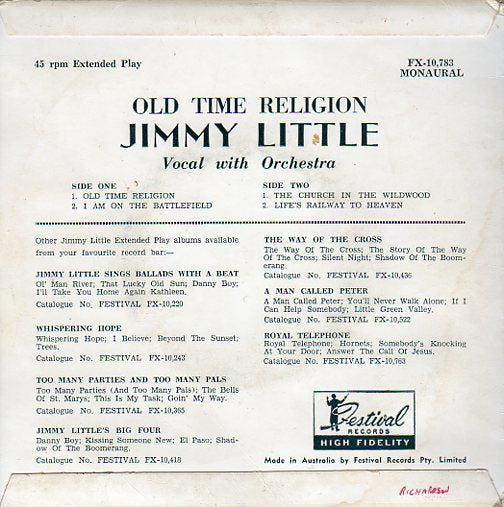 45 rpm Extended Play
FX-10,783
MONAURAL
OLD TIME RELIGION
JIMMY LITTLE
Vocal with Orchestra
SIDE ONE
1. OLD TIME RELIGION
2. I AM ON THE BATTLEFIELD
SIDE TWO
1. THE CHURCH IN THE WILDWOOD
2. LIFE'S RAILWAY TO HEAVEN
Other Jimmy Little Extended Play albums available
from your favourite record bar:—
JIMMY LITTLE SINGS BALLADS WITH A BEAT
Ol' Man River; That Lucky Old Sun; Danny Boy;
I'll Take You Home Again Kathleen.
Catalogue No. FESTIVAL FX-10,220
WHISPERING HOPE
Whispering Hope; I Believe; Beyond The Sunset;
Trees.
Catalogue No. FESTIVAL FX-10,243
TOO MANY PARTIES AND TOO MANY PALS
Too Many Parties (And Too Many Pals); The Bells
Of St. Marys; This Is My Task; Goin' My Way.
Catalogue No. FESTIVAL FX-10,365
JIMMY LITTLE'S BIG FOUR
Danny Boy; Kissing Someone New; El Paso; Shad-
ow Of The Boomerang.
Catalogue No. FESTIVAL FX-10,418
THE WAY OF THE CROSS
The Way Of The Cross; The Story Of The Way
Of The Cross; Silent Night; Shadow Of The Boom-
erang.
Catalogue No. FESTIVAL FX-10,436
A MAN CALLED PETER
A Man Called Peter; You'll Never Walk Alone; If I
Can Help Somebody; Little Green Valley.
Catalogue No. FESTIVAL FX-10,522
ROYAL TELEPHONE
Royal Telephone; Hornets; Somebody's Knocking
At Your Door; Answer The Call Of Jesus.
Catalogue No. FESTIVAL FX-10,763
Festival
RECORDS
HIGH FIDELITY
Made in Australia by Festival Records Pty. Limited
RICHARDSON